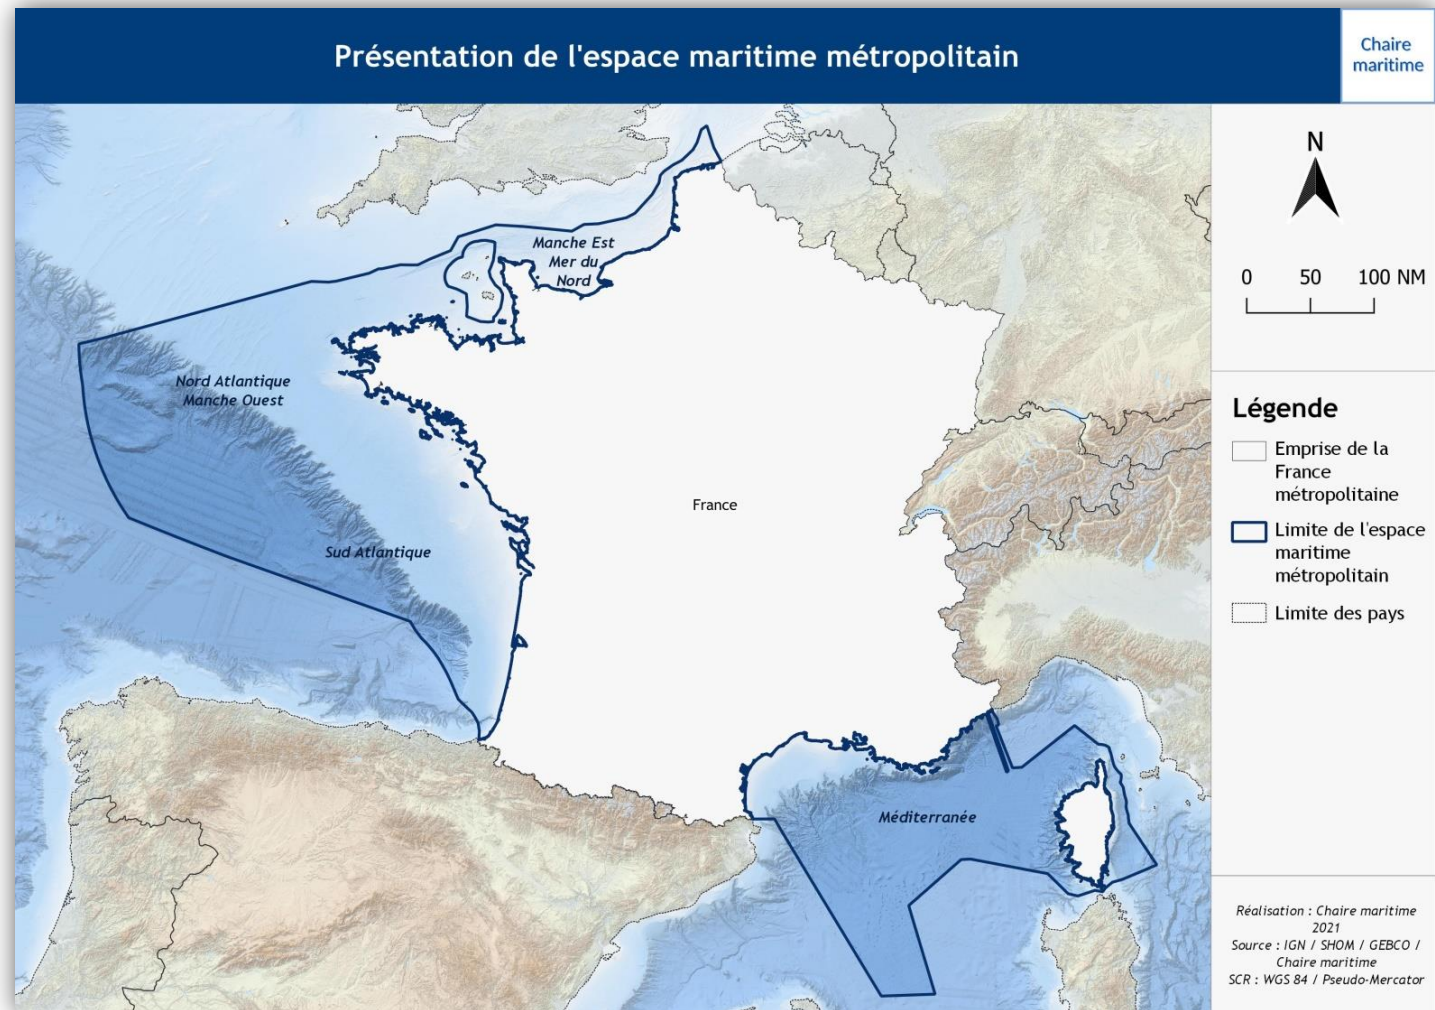 Présentation de l'espace maritime métropolitain
Chaire
maritime
Manche Est
Mer du
Nord
Nord Atlantique
Manche Ouest
France
Sud Atlantique
Méditerranée
N
0 50 100 NM
Légende
Emprise de la
France
métropolitaine
Limite de l'espace
maritime
métropolitain
Limite des pays
Réalisation : Chaire maritime
2021
Source : IGN / SHOM / GEBCO /
Chaire maritime
SCR : WGS 84 / Pseudo-Mercator